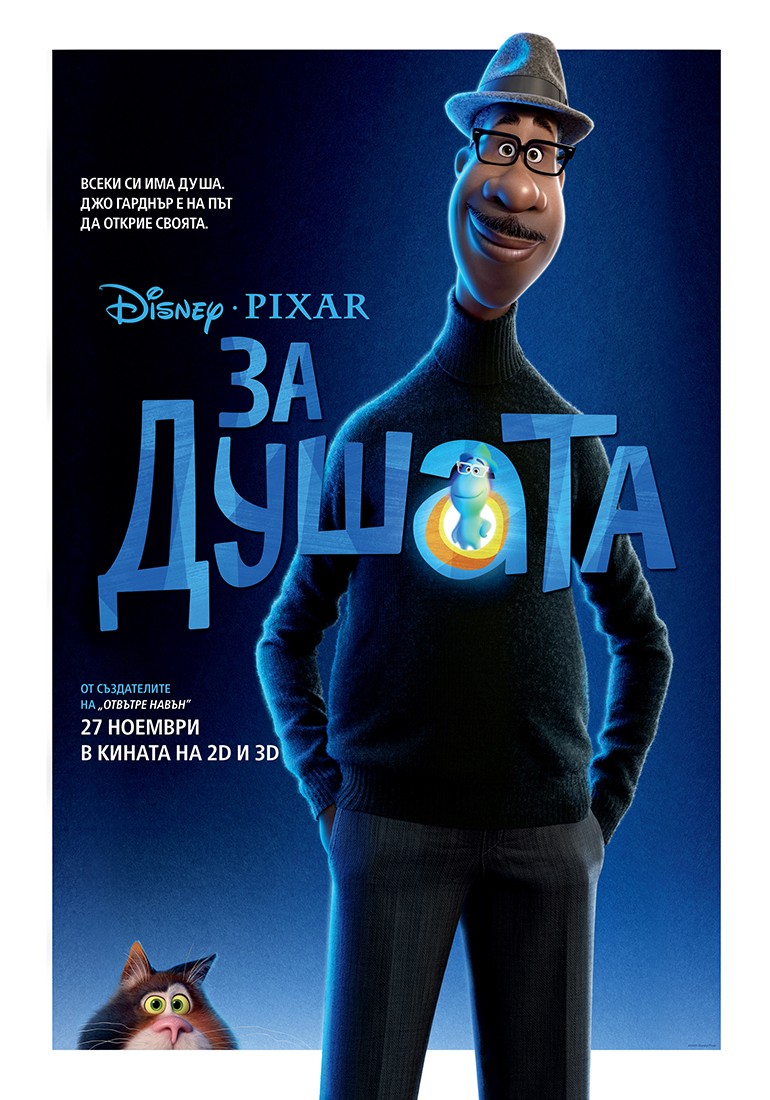 ВСЕКИ СИ ИМА ДУША.
ДЖО ГАРДНЪР Е НА ПЪТ
ДА ОТКРИЕ СВОЯТА.
Disney · PIXAR
ЗА
ДУШАТА
ОТ СЪЗДАТЕЛИТЕ
НА „ОТВЪТРЕ НАВЪН”
27 НОЕМВРИ
В КИНАТА НА 2D И 3D